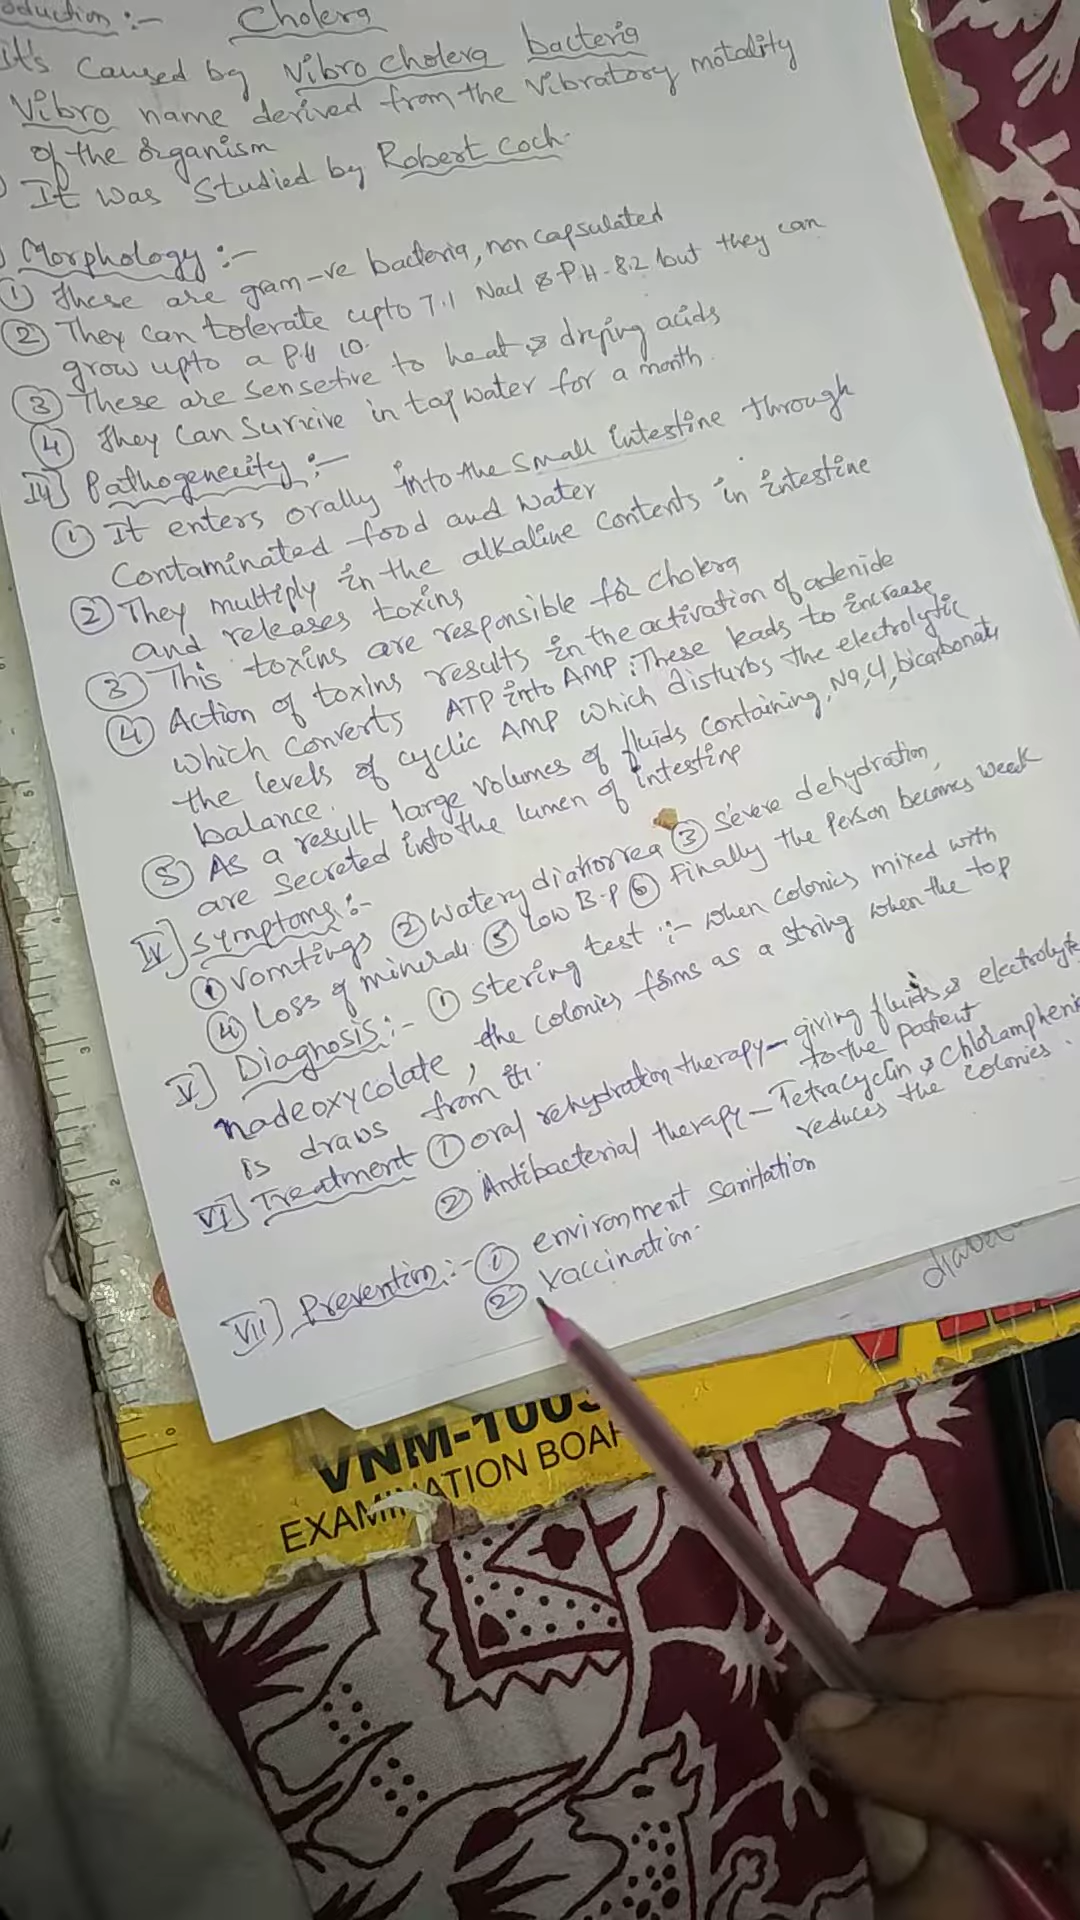 oduction :-
Cholera
It's caused by Vibro cholera bacteria
Vibro name derived from the Vibratory motality
of the organism
It was studied by Robert Coch.
Morphology :-
① These are gram -ve bacteria, non capsulated
② They can tolerate upto 7.1 Nacl & P.H-8.2 but they can
grow upto a P.H 10.
③ These are sensetive to heat & drying acids
④ They can survive in tap water for a month.
III] Pathogenecity :-
① It enters orally into the small intestine through
Contaminated food and water
② They multiply in the alkaline contents in intestine
and releases toxins
③ This toxins are responsible for cholera
④ Action of toxins results in the activation of adenide
which converts ATP into AMP; These leads to increase
the levels of cyclic AMP which disturbs the electrolytic
balance.
⑤ As a result large volumes of fluids containing, Na, Cl, bicarbonate
are secreted into the lumen of intestine
IV] Symptoms :-
① Vomtings ② Watery diahorrea ③ severe dehydration,
④ Loss of minerals ⑤ Low B.P ⑥ Finally the person becomes weak
V] Diagnosis :- ① stering test :- when colonies mixed with
nadeoxycolate, the colonies forms as a string when the top
is draws from it.
VI] Treatment ① oral rehydration therapy - giving fluids & electrolyte
to the patient
② Antibacterial therapy - Tetracyclin & Chlorampheni
reduces the colonies.
VII] Prevention :- ① environment sanitation
② vaccination.
VNM-100
EXAMINATION BOA